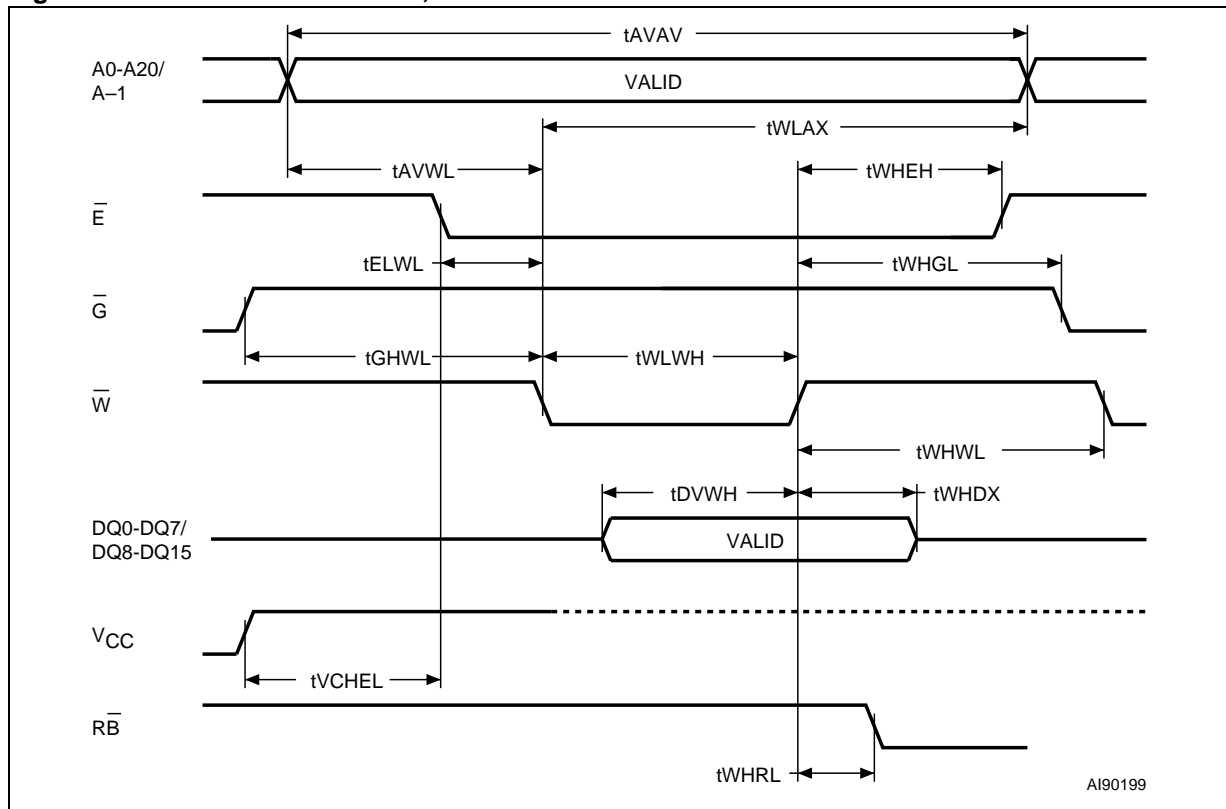 tAVAV
A0-A20/
A–1
VALID
tWLAX
tAVWL
tWHEH
E̅
tELWL
tWHGL
G̅
tGHWL
tWLWH
W̅
tWHWL
tDVWH
tWHDX
DQ0-DQ7/
DQ8-DQ15
VALID
VCC
tVCHEL
RB̅
tWHRL
AI90199